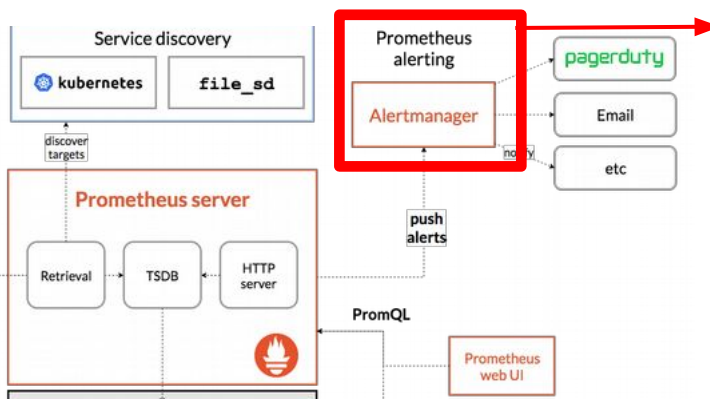 Service discovery
kubernetes
file_sd
discover
targets
Prometheus
alerting
Alertmanager
pagerduty
Email
etc
Prometheus server
Retrieval
TSDB
HTTP
server
push
alerts
PromQL
Prometheus
web UI